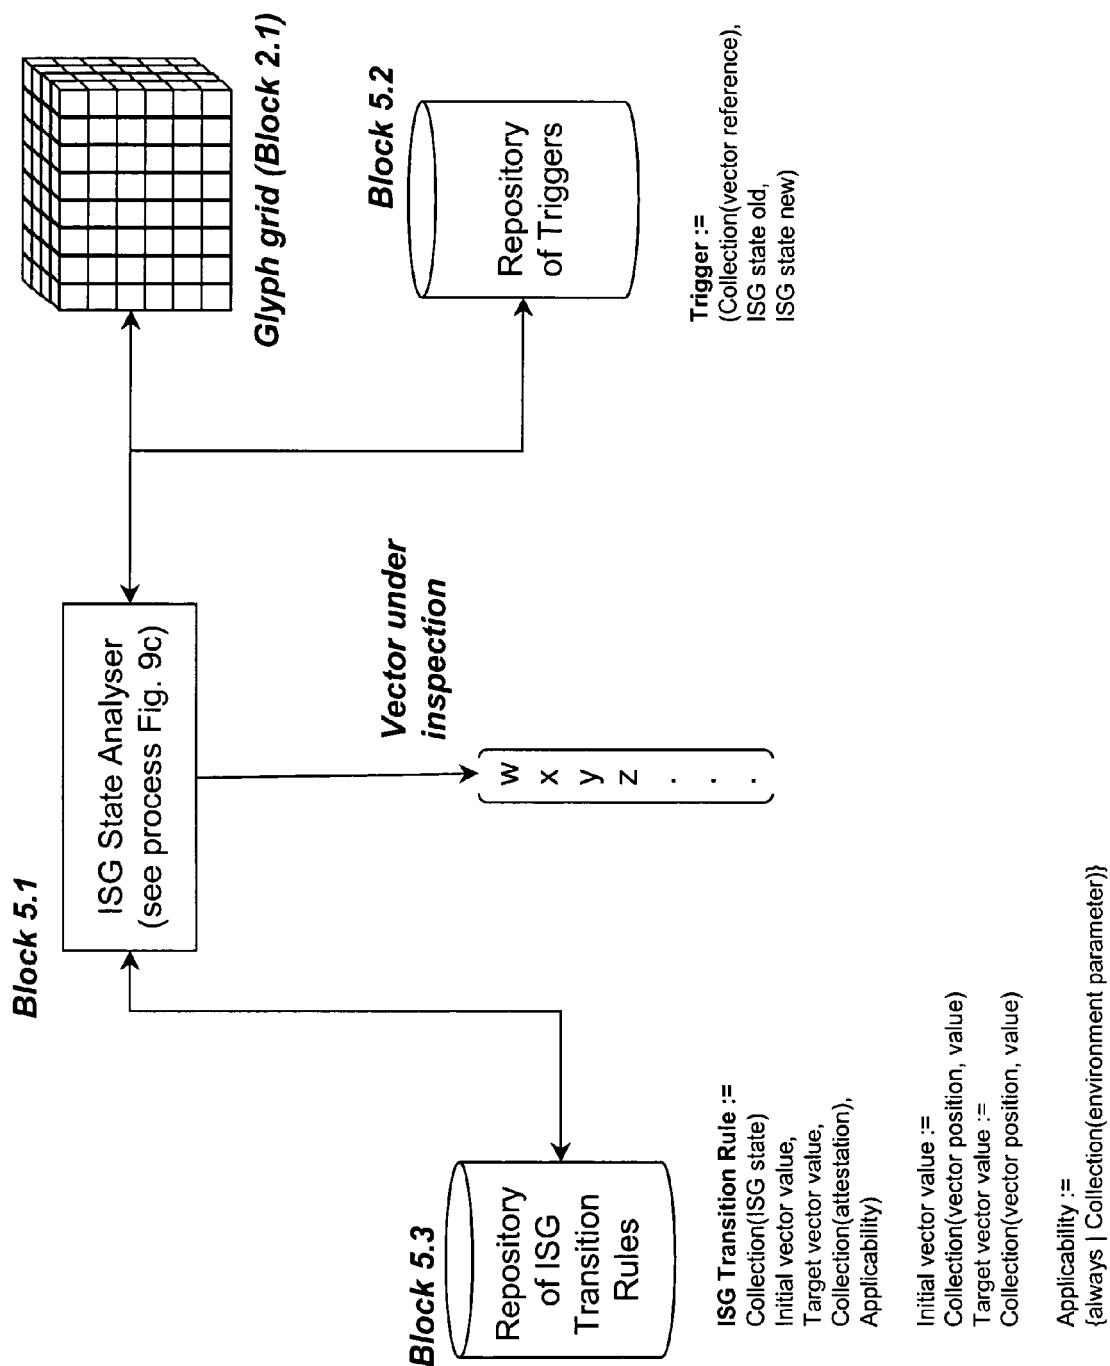 Block 5.1
ISG State Analyser
(see process Fig. 9c)
Glyph grid (Block 2.1)
Block 5.3
Repository
of ISG
Transition
Rules
Vector under
inspection
w
x
y
z
.
.
.
Block 5.2
Repository
of Triggers
ISG Transition Rule :=
Collection(ISG state)
Initial vector value,
Target vector value,
Collection(attestation),
Applicability)
Initial vector value :=
Collection(vector position, value)
Target vector value :=
Collection(vector position, value)
Applicability :=
{always | Collection(environment parameter)}
Trigger :=
(Collection(vector reference),
ISG state old,
ISG state new)